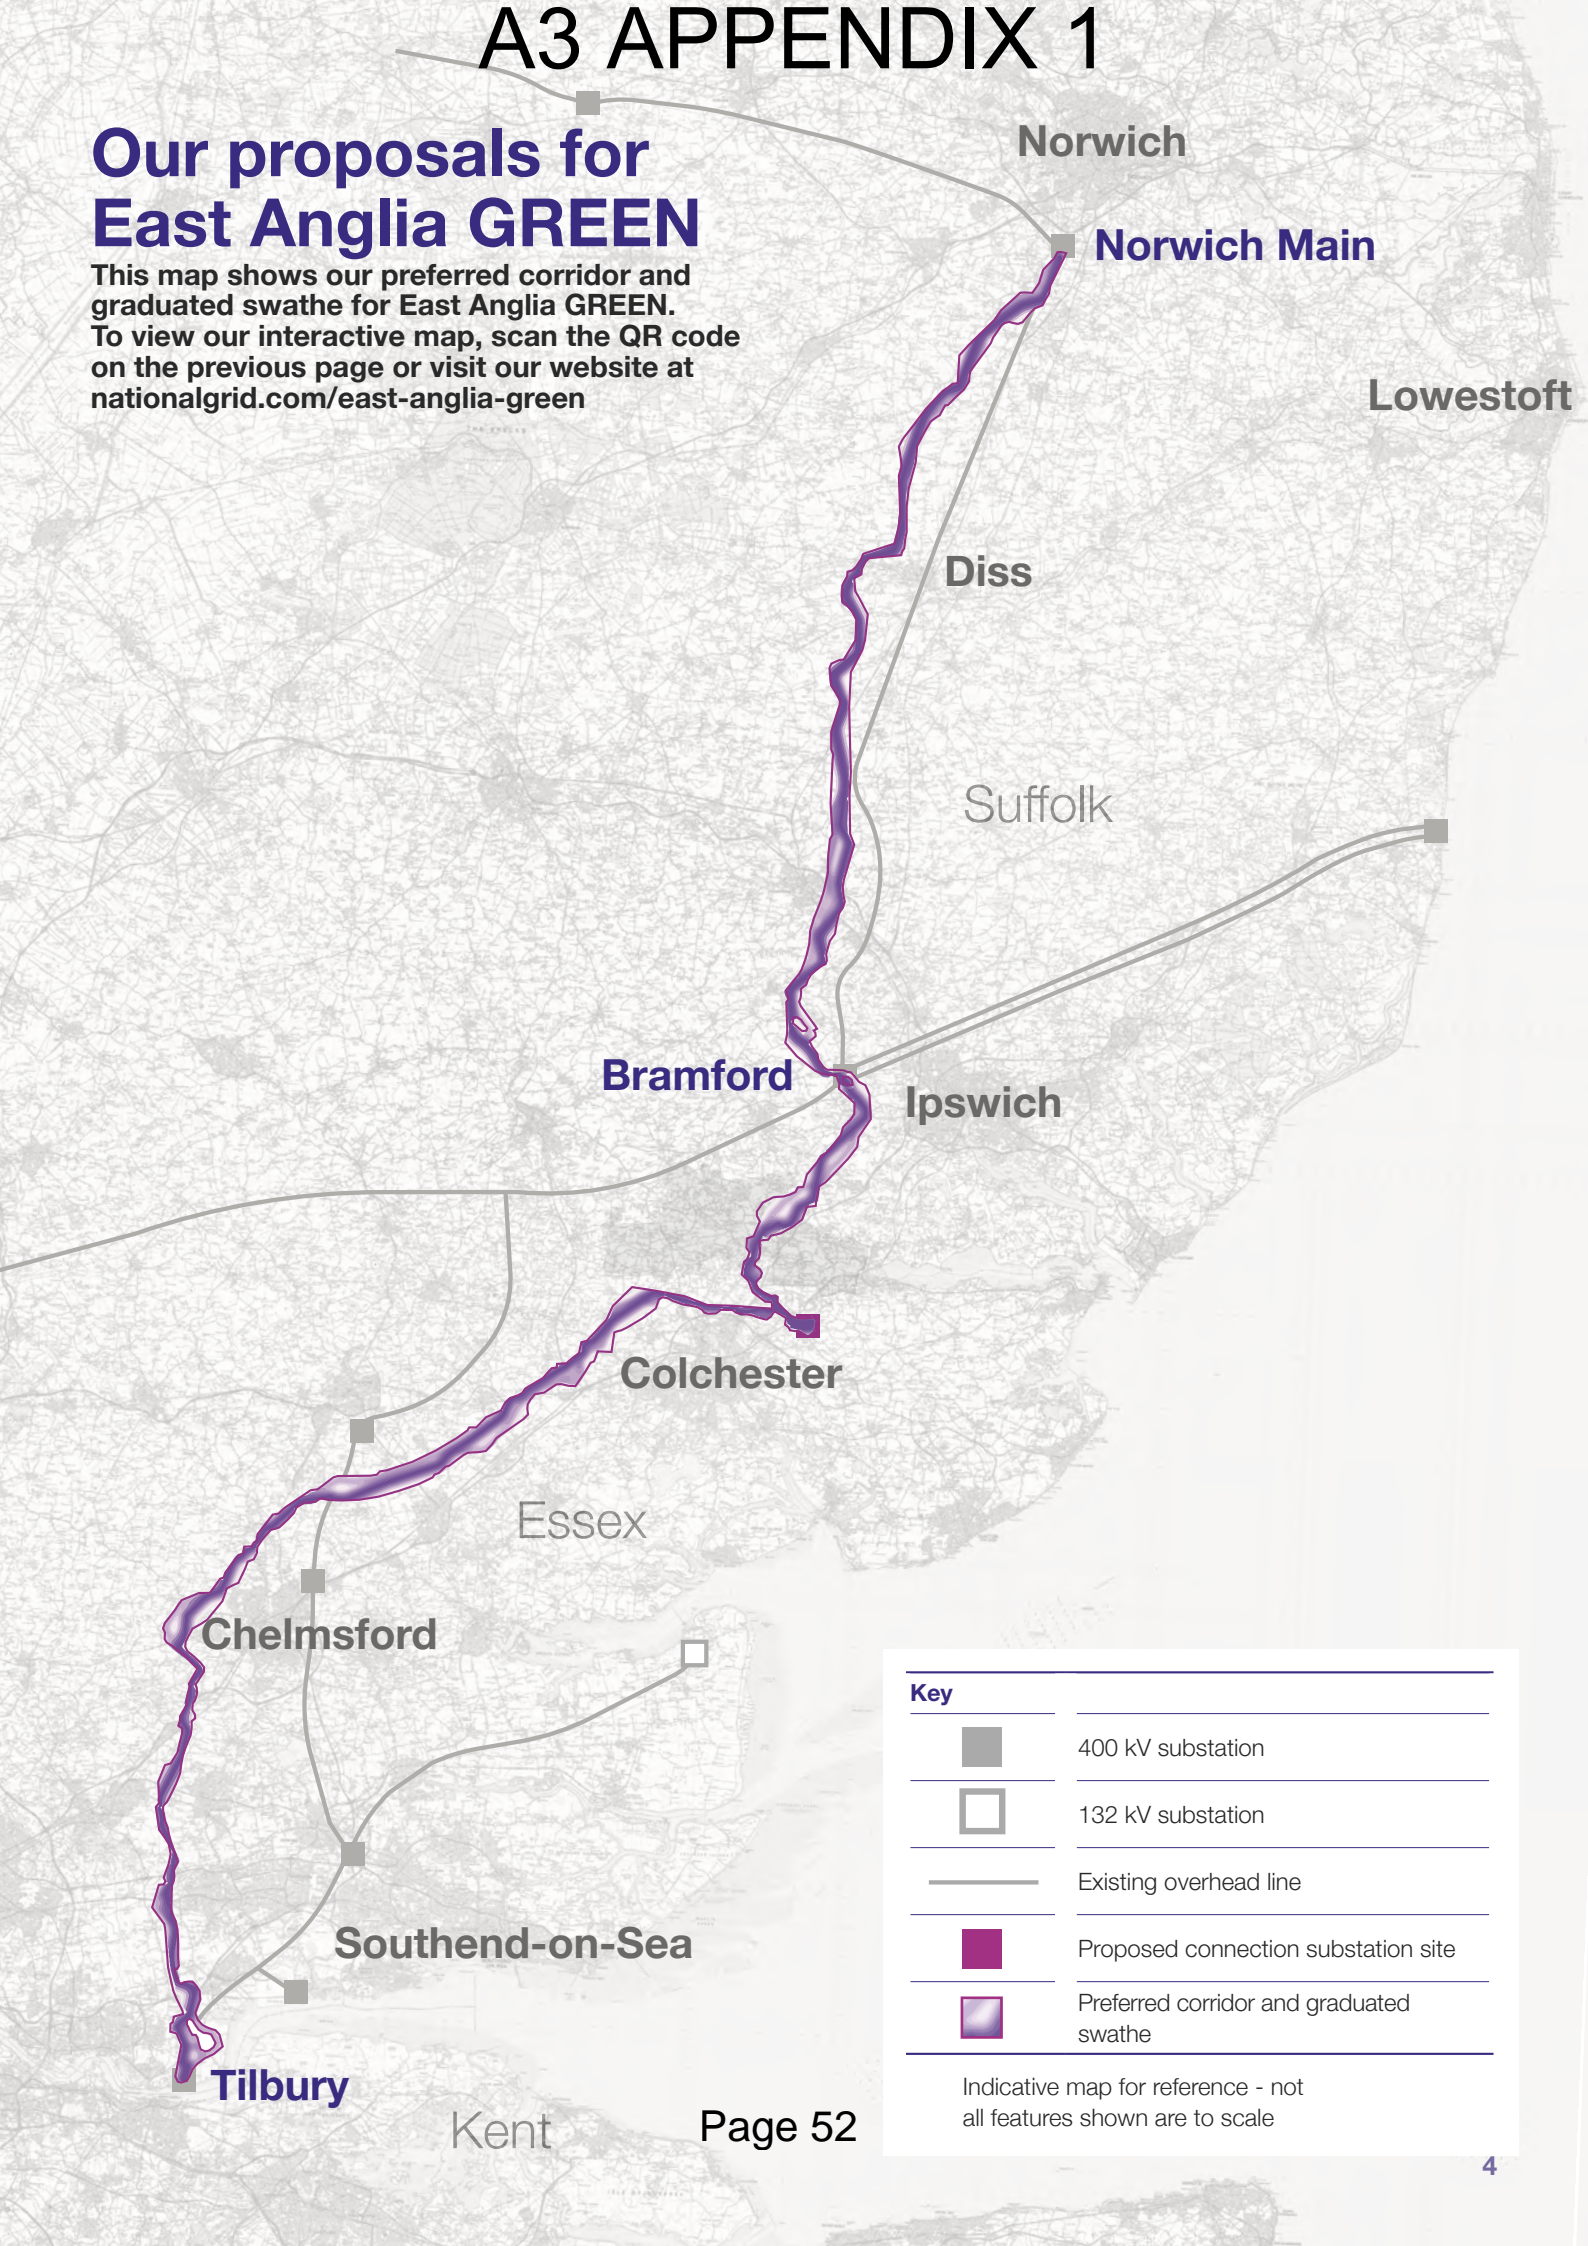 A3 APPENDIX 1
Our proposals for
East Anglia GREEN
This map shows our preferred corridor and
graduated swathe for East Anglia GREEN.
To view our interactive map, scan the QR code
on the previous page or visit our website at
nationalgrid.com/east-anglia-green
Norwich
Norwich Main
Lowestoft
Diss
Suffolk
Bramford
Ipswich
Colchester
Essex
Chelmsford
Southend-on-Sea
Tilbury
Kent
Key
400 kV substation
132 kV substation
Existing overhead line
Proposed connection substation site
Preferred corridor and graduated
swathe
Indicative map for reference - not
all features shown are to scale
Page 52
4